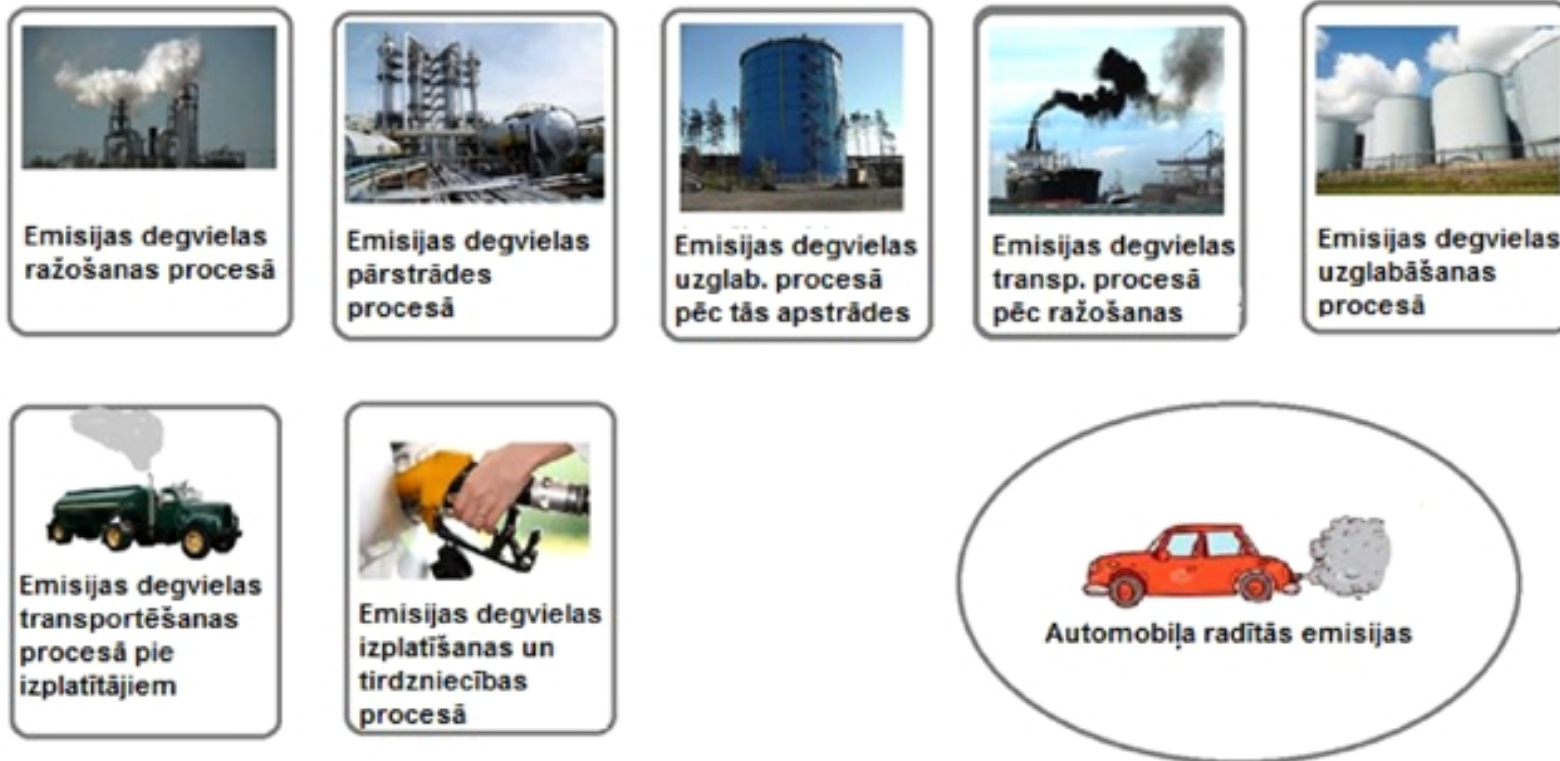 Emisijas degvielas
ražošanas procesā
Emisijas degvielas
pārstrādes
procesā
Emisijas degvielas
uzglab. procesā
pēc tās apstrādes
Emisijas degvielas
transp. procesā
pēc ražošanas
Emisijas degvielas
uzglabāšanas
procesā
Emisijas degvielas
transportēšanas
procesā pie
izplatītājiem
Emisijas degvielas
izplatīšanas un
tirdzniecības
procesā
Automobiļa radītās emisijas